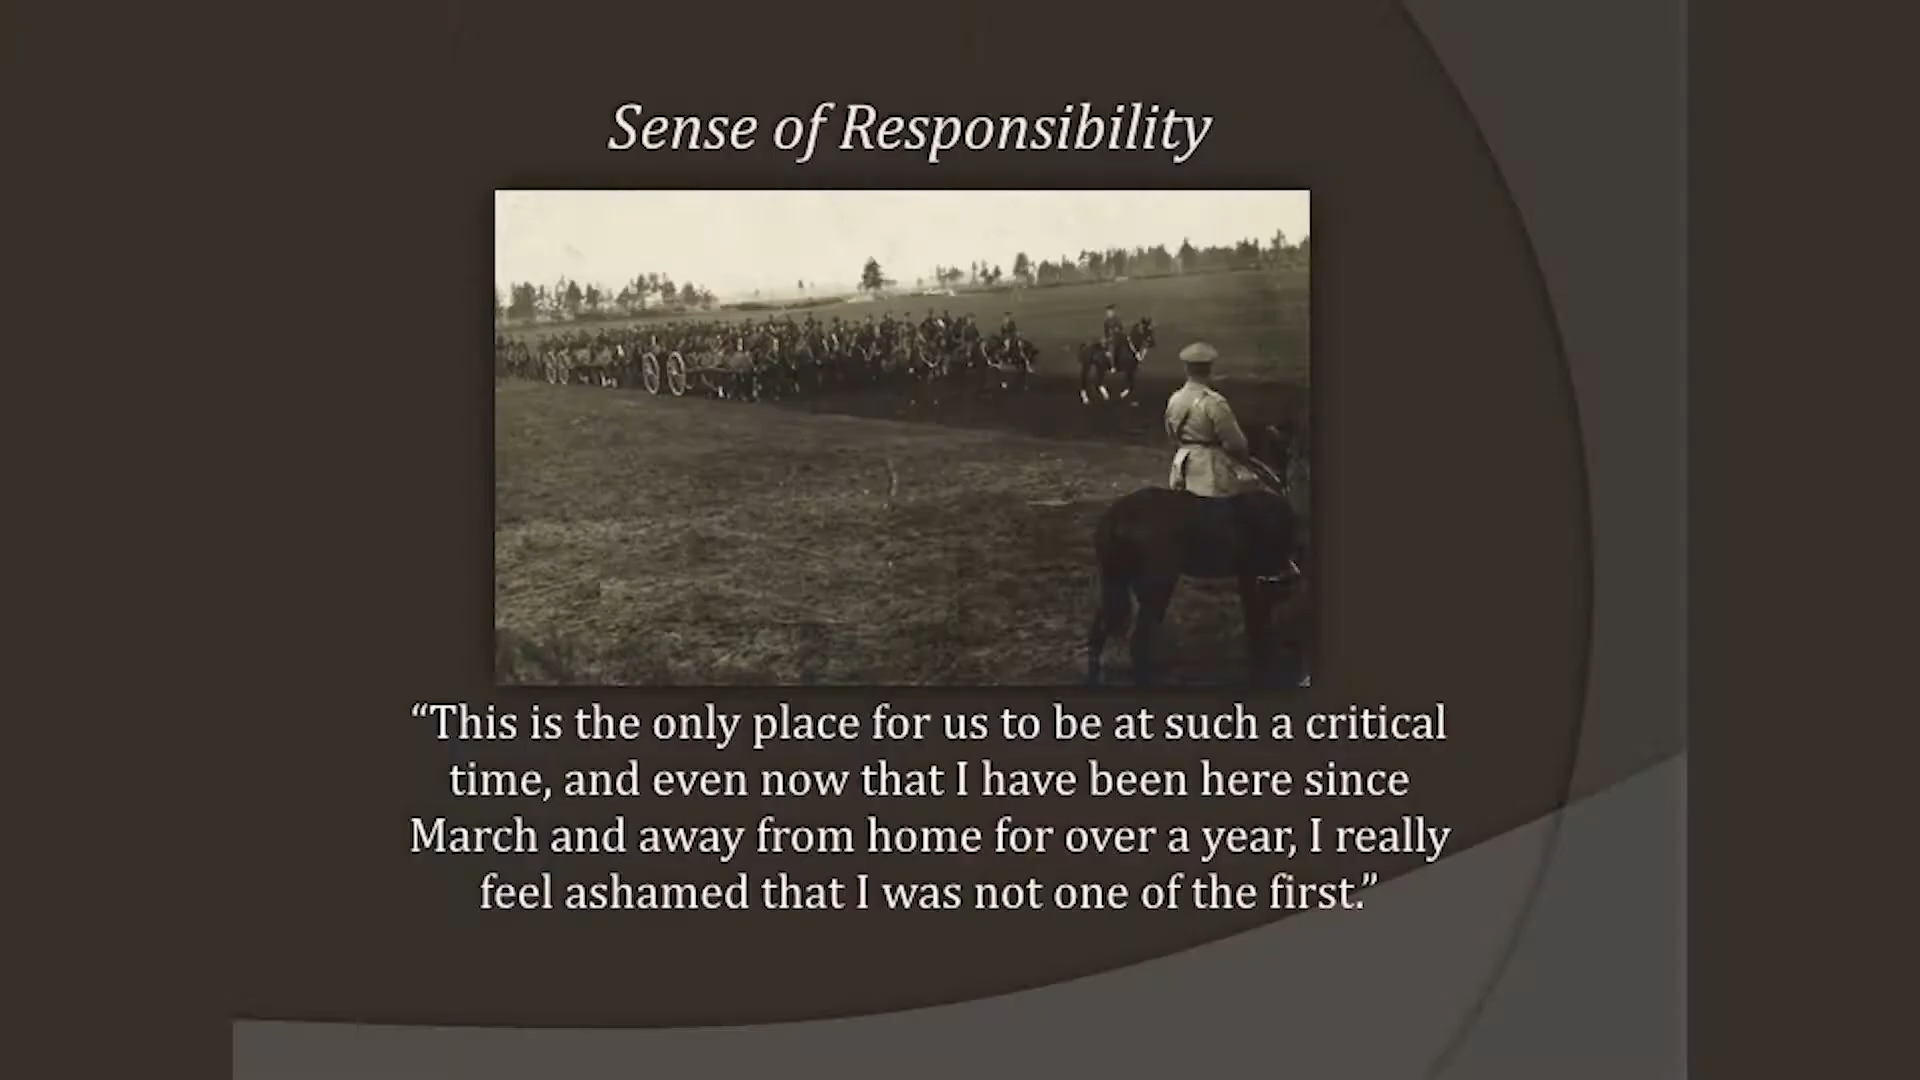 Sense of Responsibility
“This is the only place for us to be at such a critical
time, and even now that I have been here since
March and away from home for over a year, I really
feel ashamed that I was not one of the first.”